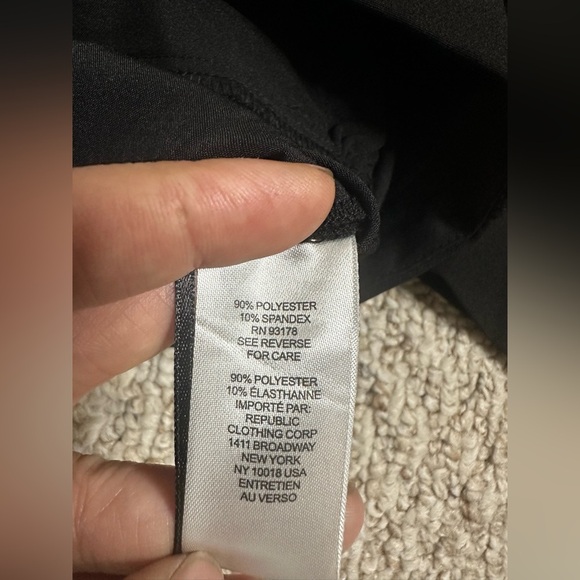 90% POLYESTER
10% SPANDEX
RN 93178
SEE REVERSE
FOR CARE
90% POLYESTER
10% ÉLASTHANNE
IMPORTÉ PAR:
REPUBLIC
CLOTHING CORP
1411 BROADWAY
NEW YORK
NY 10018 USA
ENTRETIEN
AU VERSO